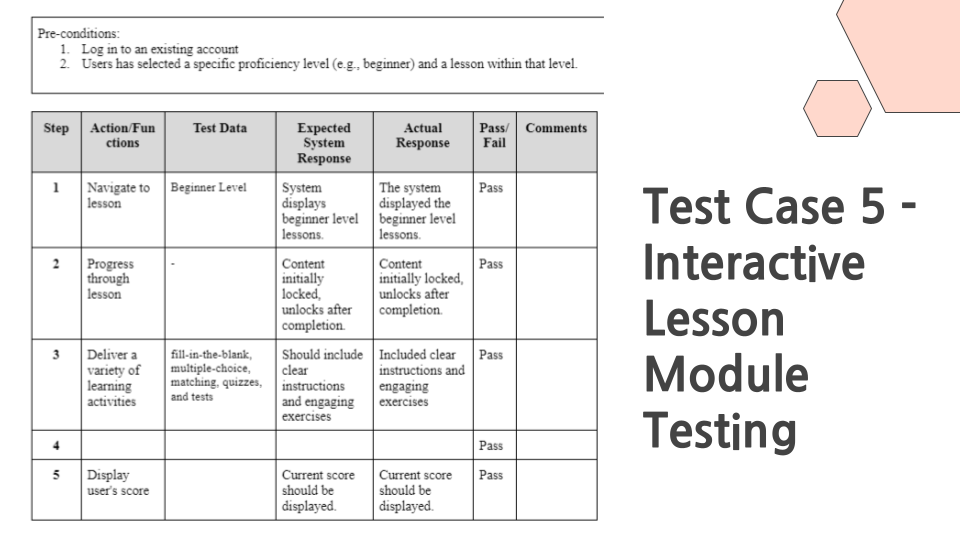 Pre-conditions:
1. Log in to an existing account
2. Users has selected a specific proficiency level (e.g., beginner) and a lesson within that level.
Step Action/Fun Test Data Expected Actual Pass/ Comments
ctions System Response Fail
Response
1 Navigate to Beginner Level System The system Pass
lesson displays displayed the
beginner level beginner level
lessons. lessons.
2 Progress - Content Content Pass
through initially initially locked,
lesson locked, unlocks after
unlocks after completion.
completion.
3 Deliver a fill-in-the-blank, Should include Included clear Pass
variety of multiple-choice, clear instructions and
learning matching, quizzes, instructions engaging
activities and tests and engaging exercises
exercises
4 Pass
5 Display Current score Current score Pass
user's score should be should be
displayed. displayed.
Test Case 5 -
Interactive
Lesson
Module
Testing